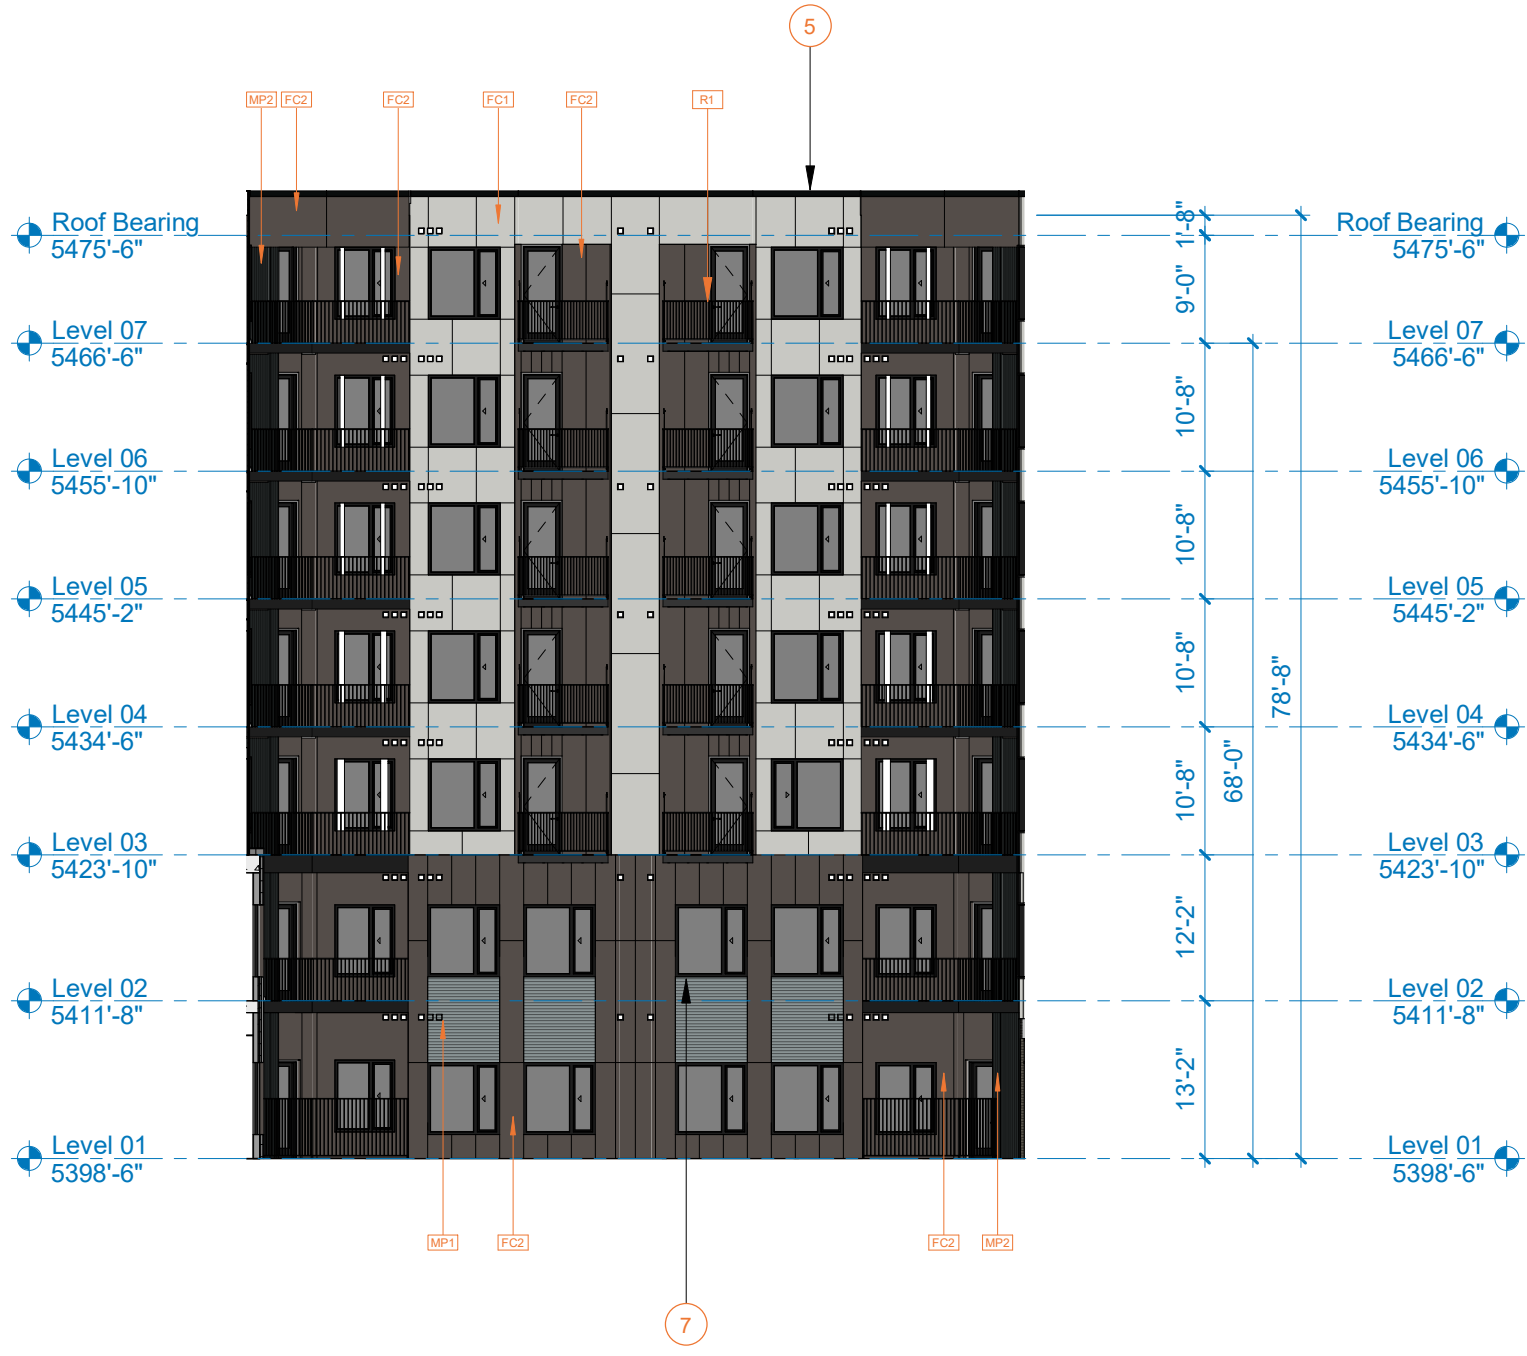 5
MP2
FC2
FC2
FC1
FC2
R1
Roof Bearing
5475'-6"
Level 07
5466'-6"
Level 06
5455'-10"
Level 05
5445'-2"
Level 04
5434'-6"
Level 03
5423'-10"
Level 02
5411'-8"
Level 01
5398'-6"
1'-8"
9'-0"
10'-8"
10'-8"
10'-8"
10'-8"
12'-2"
13'-2"
68'-0"
78'-8"
Roof Bearing
5475'-6"
Level 07
5466'-6"
Level 06
5455'-10"
Level 05
5445'-2"
Level 04
5434'-6"
Level 03
5423'-10"
Level 02
5411'-8"
Level 01
5398'-6"
MP1
FC2
FC2
MP2
7